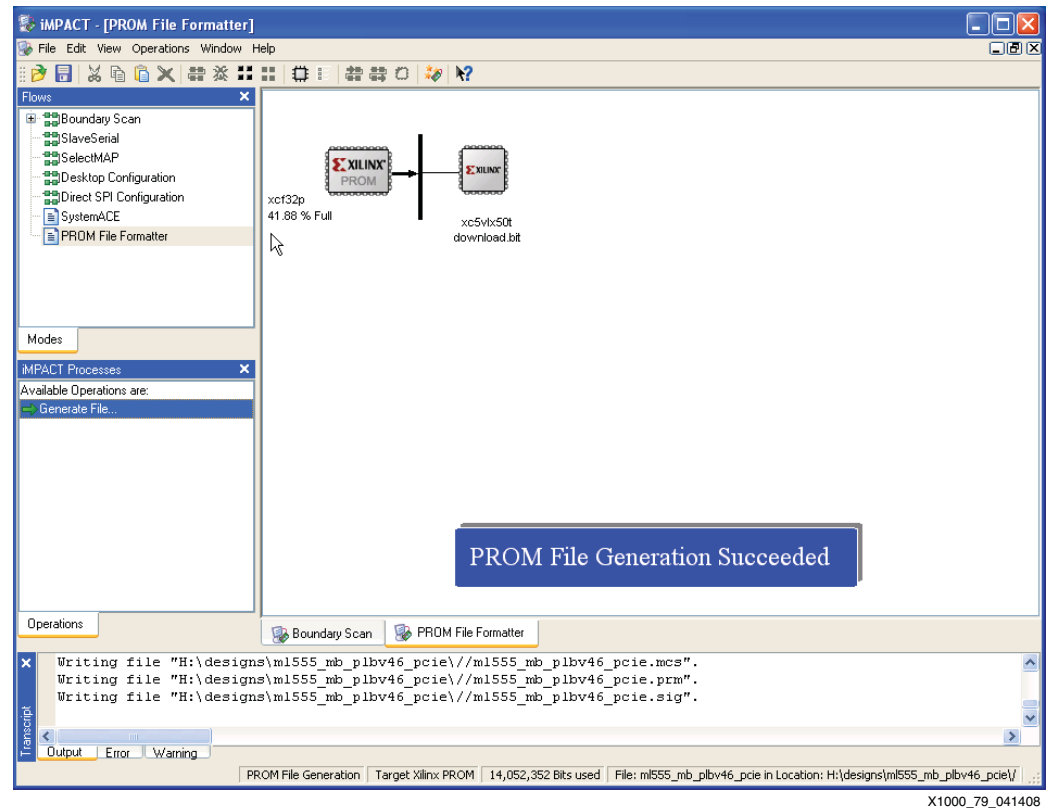 iMPACT - [PROM File Formatter]
File Edit View Operations Window Help
Flows
Boundary Scan
SlaveSerial
SelectMAP
Desktop Configuration
Direct SPI Configuration
SystemACE
PROM File Formatter
Modes
iMPACT Processes
Available Operations are:
Generate File...
Operations
XILINX
PROM
XILINX
xcf32p
41.88 % Full
xc5vlx50t
download.bit
PROM File Generation Succeeded
Boundary Scan PROM File Formatter
Writing file "H:\designs\ml555_mb_plbv46_pcie\//ml555_mb_plbv46_pcie.mcs".
Writing file "H:\designs\ml555_mb_plbv46_pcie\//ml555_mb_plbv46_pcie.prm".
Writing file "H:\designs\ml555_mb_plbv46_pcie\//ml555_mb_plbv46_pcie.sig".
Transcript
Output Error Warning
PROM File Generation Target Xilinx PROM 14,052,352 Bits used File: ml555_mb_plbv46_pcie in Location: H:\designs\ml555_mb_plbv46_pcie\/
X1000_79_041408